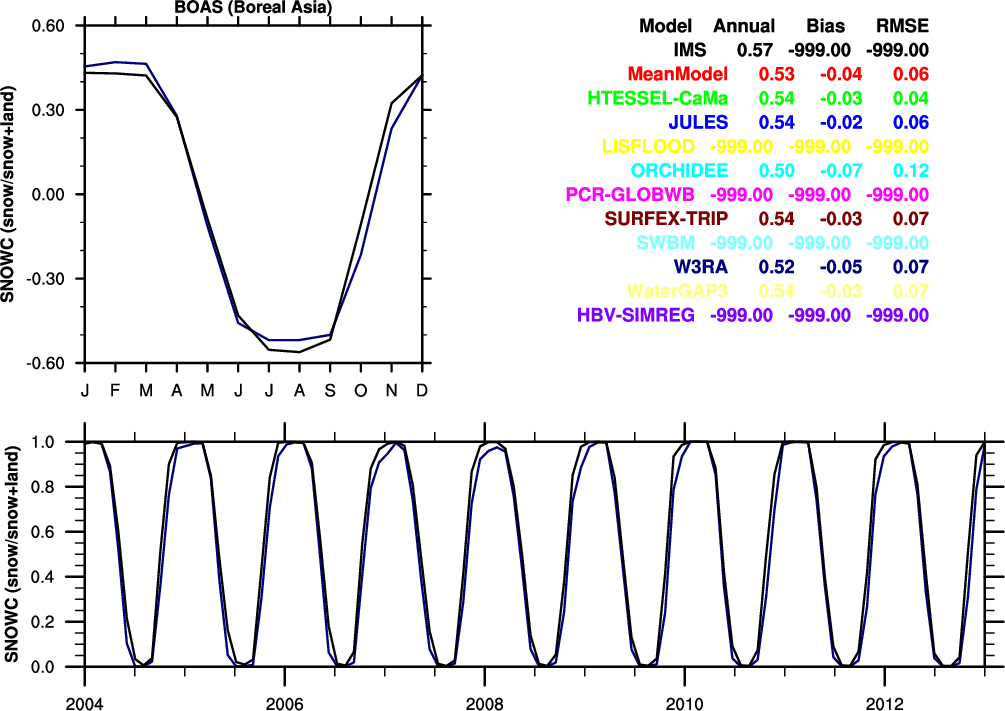 BOAS (Boreal Asia)
SNOWC (snow/snow+land)
0.60
0.30
0.00
-0.30
-0.60
J F M A M J J A S O N D
Model Annual Bias RMSE
IMS 0.57 -999.00 -999.00
MeanModel 0.53 -0.04 0.06
HTESSEL-CaMa 0.54 -0.03 0.04
JULES 0.54 -0.02 0.06
LISFLOOD -999.00 -999.00 -999.00
ORCHIDEE 0.50 -0.07 0.12
PCR-GLOBWB -999.00 -999.00 -999.00
SURFEX-TRIP 0.54 -0.03 0.07
SWBM -999.00 -999.00 -999.00
W3RA 0.52 -0.05 0.07
WaterGAP3 0.54 -0.03 0.07
HBV-SIMREG -999.00 -999.00 -999.00
SNOWC (snow/snow+land)
1.0
0.8
0.6
0.4
0.2
0.0
2004 2006 2008 2010 2012